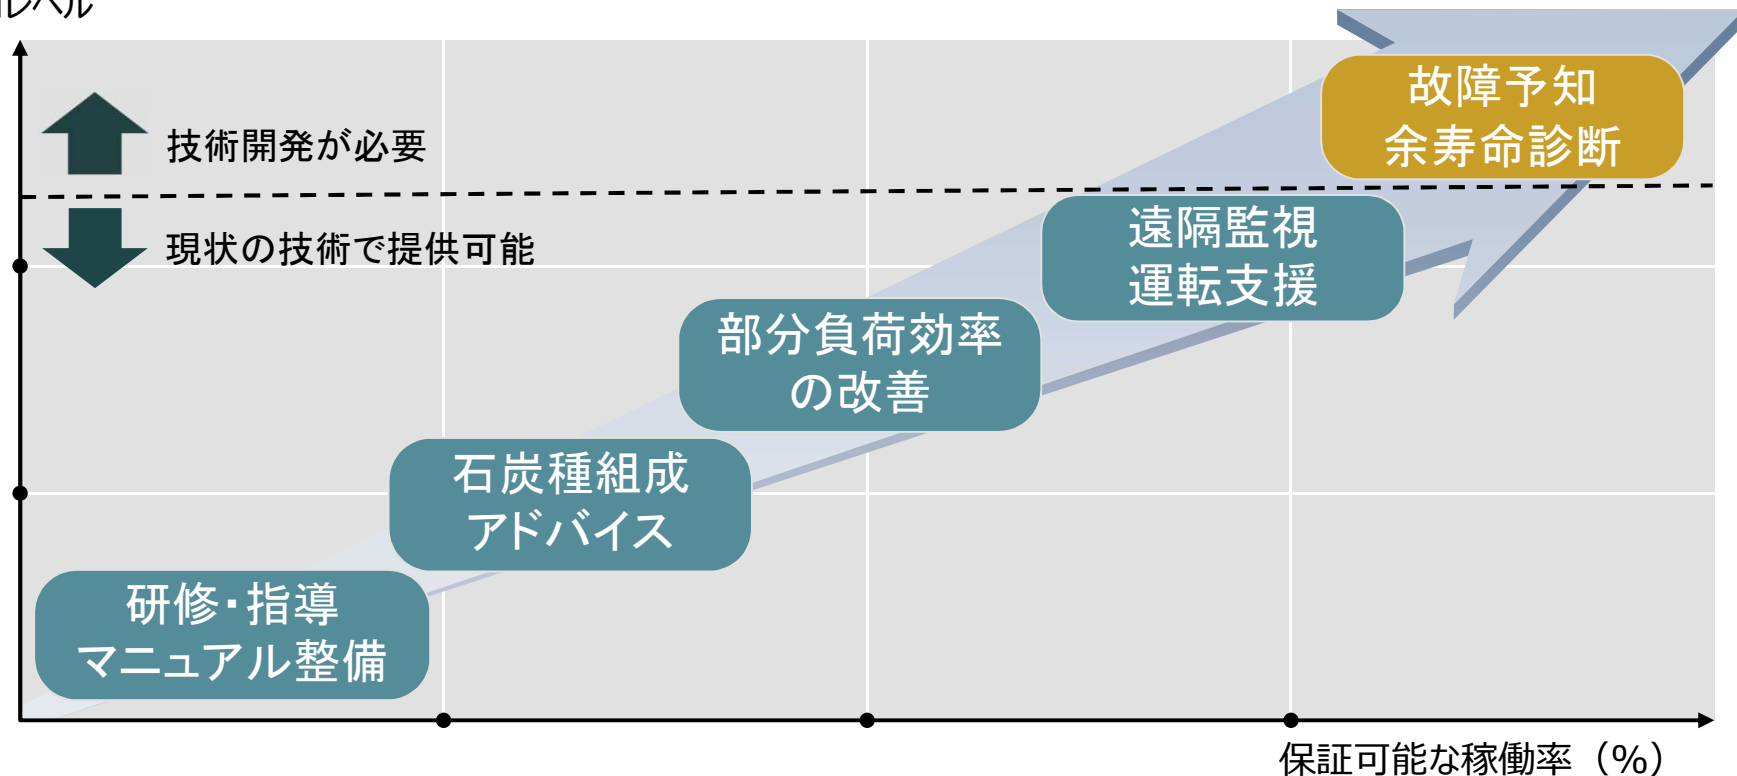 レベル
技術開発が必要
現状の技術で提供可能
故障予知
余寿命診断
遠隔監視
運転支援
部分負荷効率
の改善
石炭種組成
アドバイス
研修・指導
マニュアル整備
保証可能な稼働率（%）